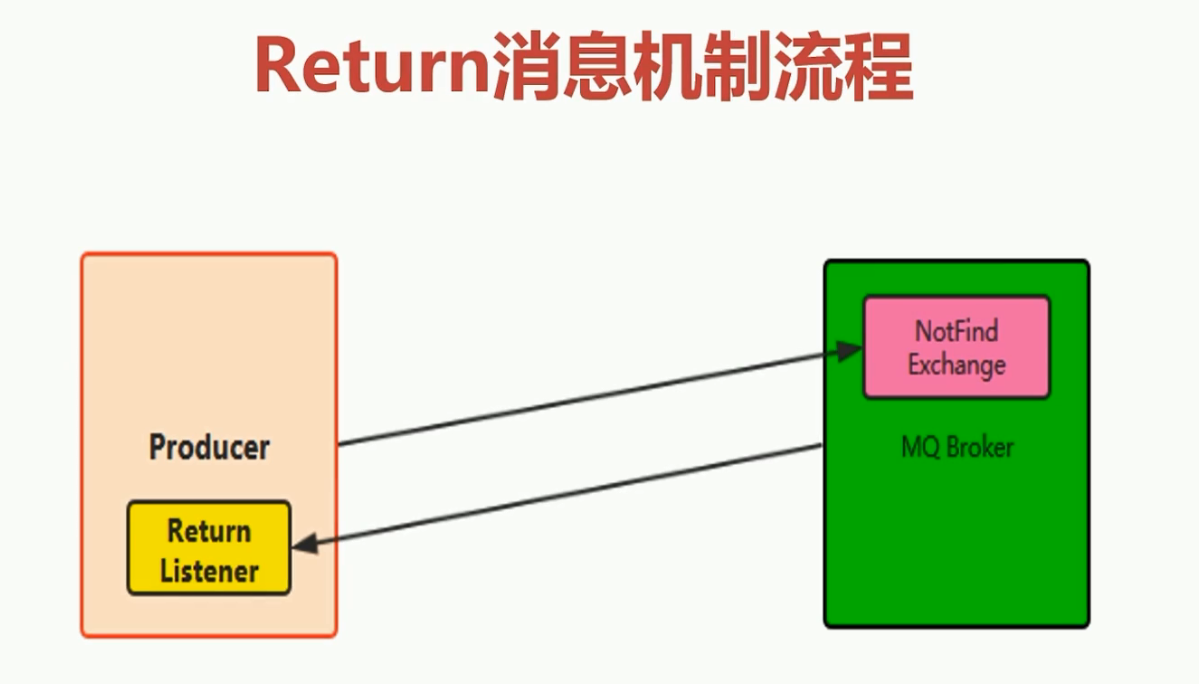 Return消息机制流程
NotFind
Exchange
Producer
MQ Broker
Return
Listener